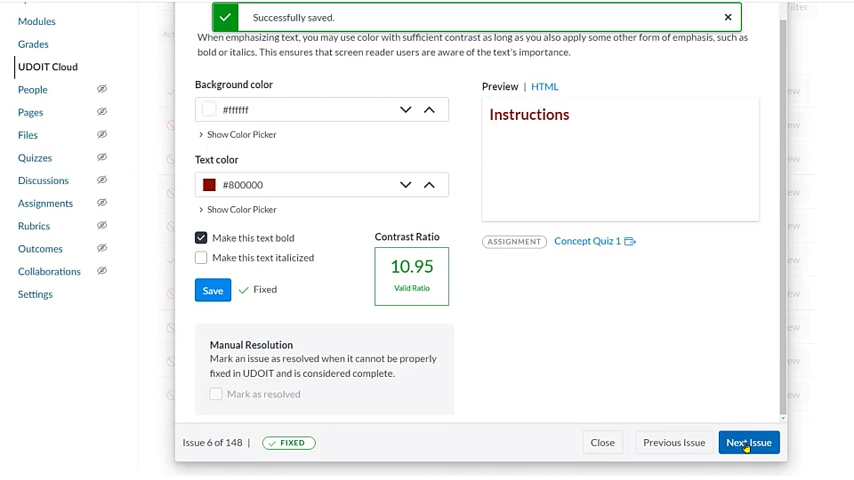 Modules
Grades
UDOIT Cloud
People
Pages
Files
Quizzes
Discussions
Assignments
Rubrics
Outcomes
Collaborations
Settings
Successfully saved.
When emphasizing text, you may use color with sufficient contrast as long as you also apply some other form of emphasis, such as
bold or italics. This ensures that screen reader users are aware of the text's importance.
Background color
#ffffff
Show Color Picker
Text color
#800000
Show Color Picker
Make this text bold
Make this text italicized
Contrast Ratio
10.95
Valid Ratio
Save
Fixed
Manual Resolution
Mark an issue as resolved when it cannot be properly
fixed in UDOIT and is considered complete.
Mark as resolved
Preview | HTML
Instructions
ASSIGNMENT Concept Quiz 1
Issue 6 of 148 | FIXED
Close
Previous Issue
Next Issue